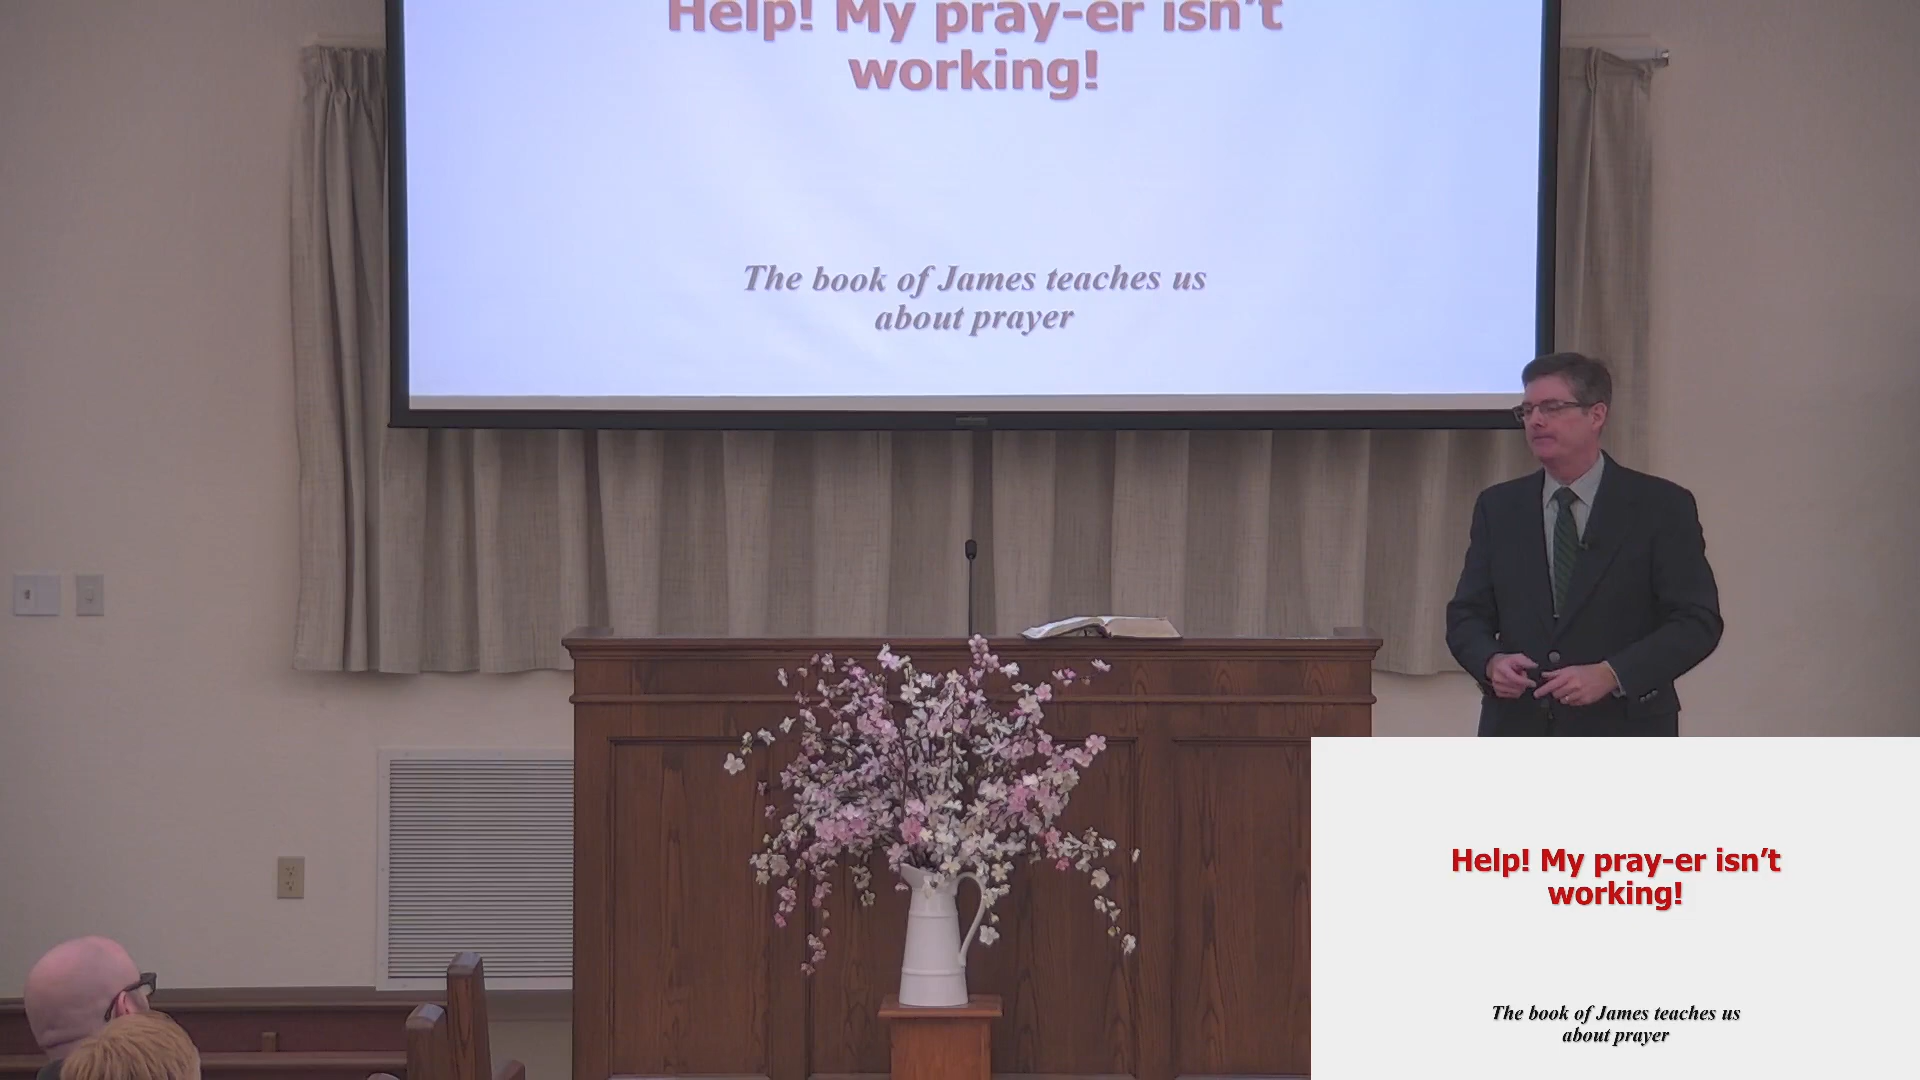 Help! My pray-er isn't
working!
The book of James teaches us
about prayer
Help! My pray-er isn't
working!
The book of James teaches us
about prayer